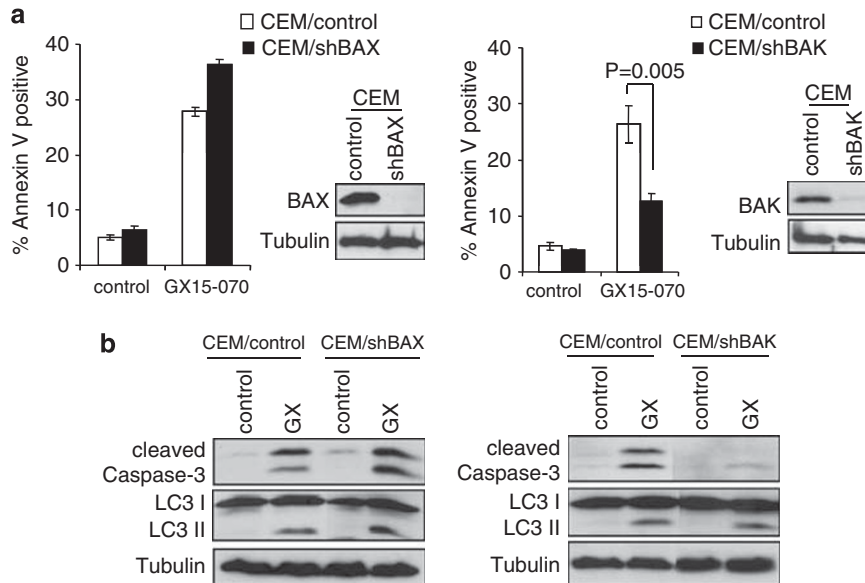 a
CEM/control
CEM/shBAX
% Annexin V positive
40
30
20
10
0
control
GX15-070
CEM
control
shBAX
BAX
Tubulin
CEM/control
CEM/shBAK
P=0.005
% Annexin V positive
50
40
30
20
10
0
control
GX15-070
CEM
control
shBAK
BAK
Tubulin
b
CEM/control
CEM/shBAX
control
GX
control
GX
cleaved
Caspase-3
LC3 I
LC3 II
Tubulin
CEM/control
CEM/shBAK
control
GX
control
GX
cleaved
Caspase-3
LC3 I
LC3 II
Tubulin